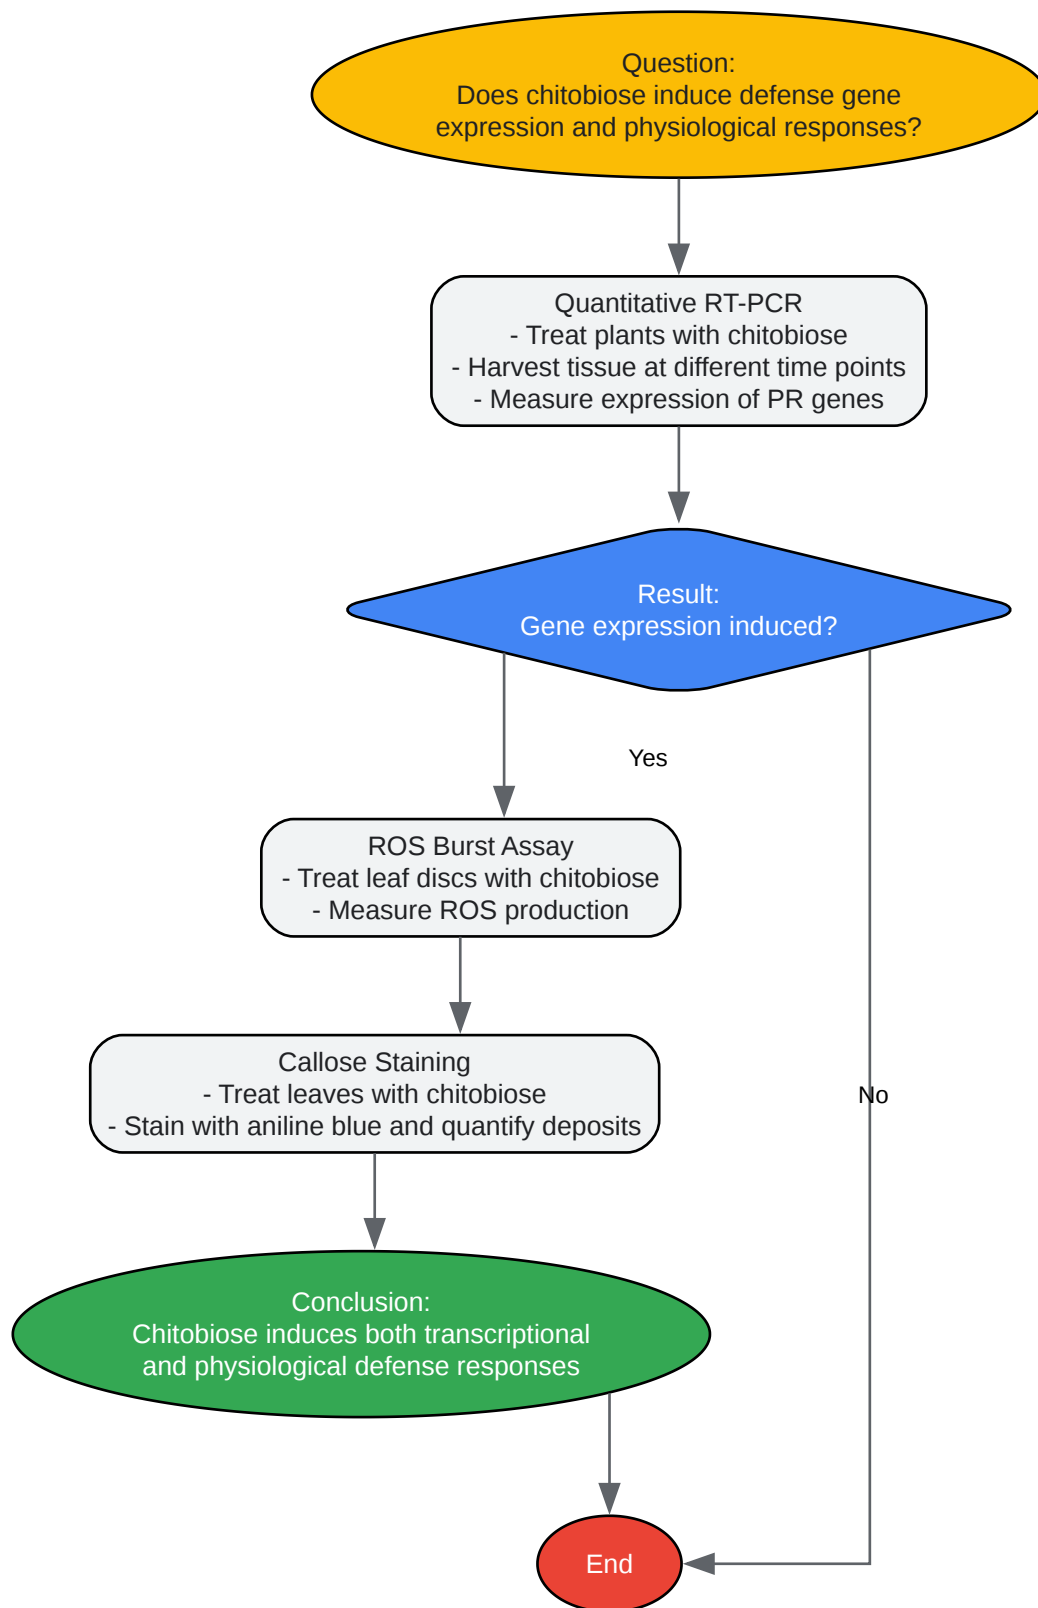 Question:
Does chitobiose induce defense gene
expression and physiological responses?
Quantitative RT-PCR
- Treat plants with chitobiose
- Harvest tissue at different time points
- Measure expression of PR genes
Result:
Gene expression induced?
Yes
ROS Burst Assay
- Treat leaf discs with chitobiose
- Measure ROS production
Callose Staining
- Treat leaves with chitobiose
- Stain with aniline blue and quantify deposits
No
Conclusion:
Chitobiose induces both transcriptional
and physiological defense responses
End